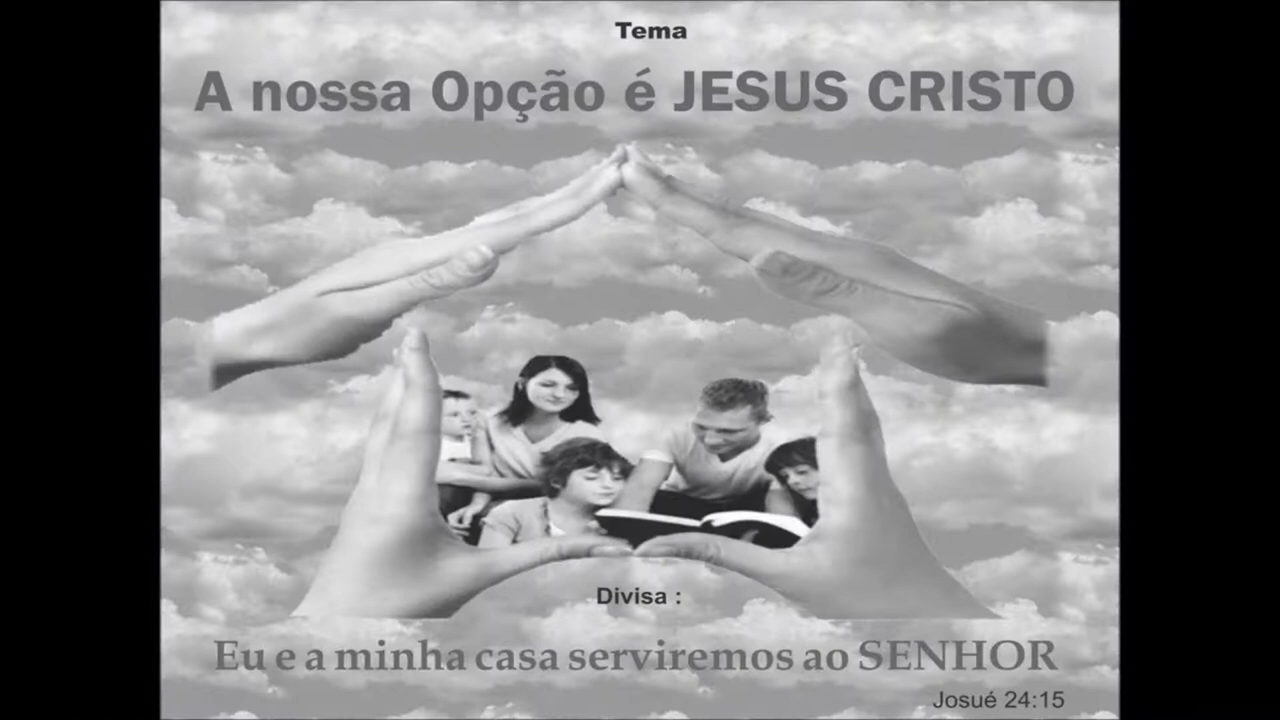 Tema
A nossa Opção é JESUS CRISTO
Divisa :
Eu e a minha casa serviremos ao SENHOR
Josué 24:15